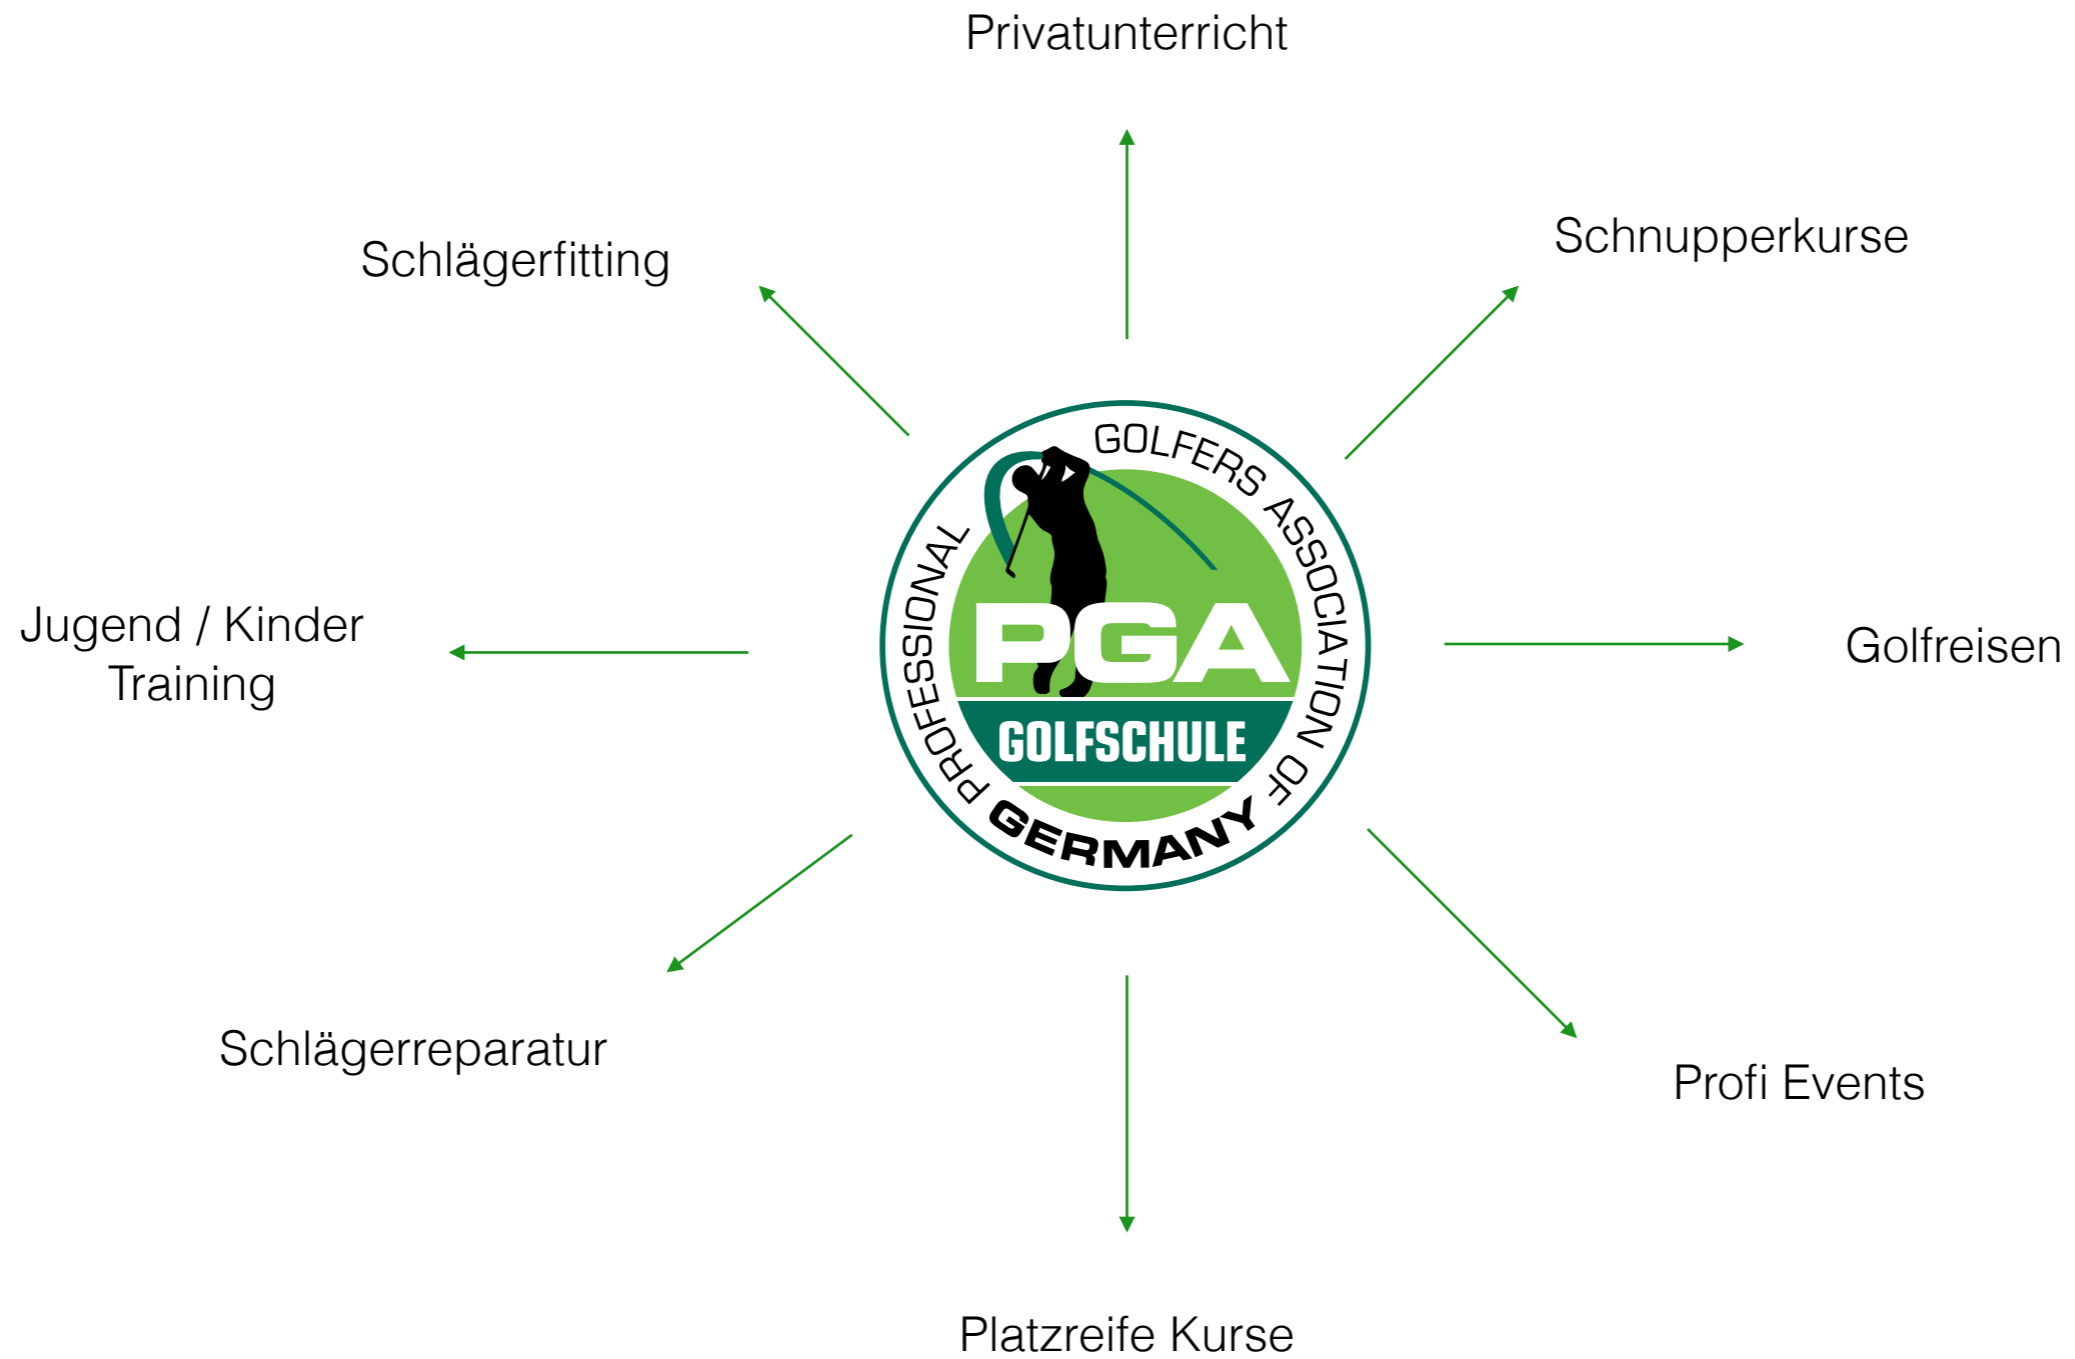 Privatunterricht
Schnupperkurse
Schlägerfitting
PROFESSIONAL GOLFERS ASSOCIATION OF
GERMANY
PGA
GOLFSCHULE
Jugend / Kinder
Training
Golfreisen
Schlägerreparatur
Profi Events
Platzreife Kurse